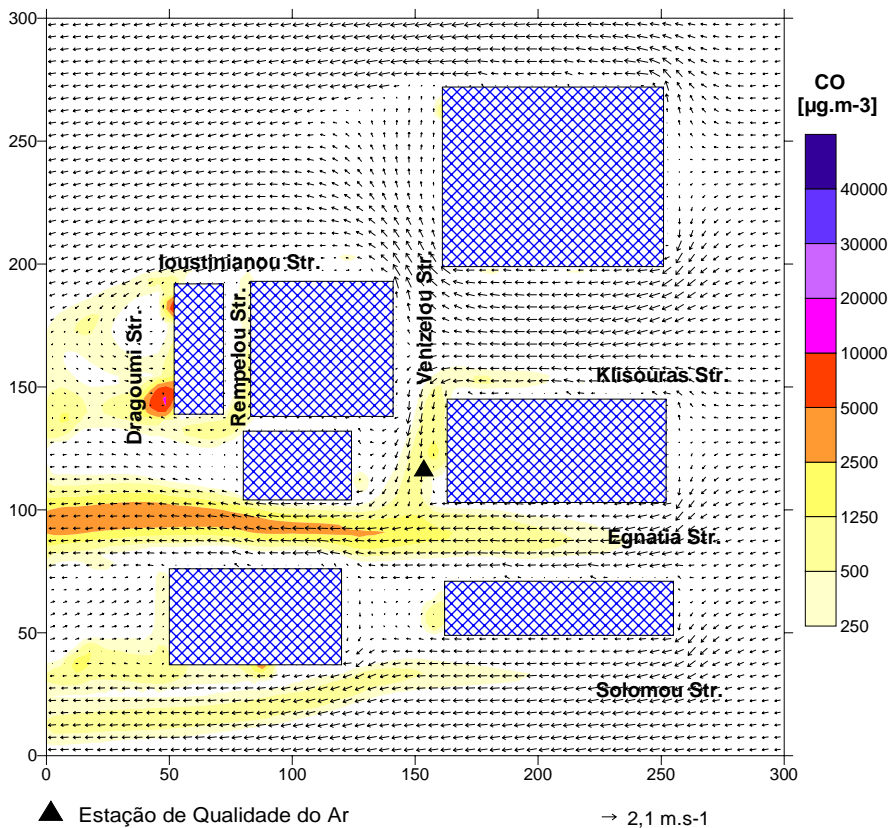 300
250
200
150
100
50
0
0 50 100 150 200 250 300
Ioustinianou Str.
Dragoumi Str.
Rempelou Str.
Venizelou Str.
Klisouras Str.
Egnatia Str.
Solomou Str.
CO
[µg.m-3]
40000
30000
20000
10000
5000
2500
1250
500
250
Estação de Qualidade do Ar
2,1 m.s-1